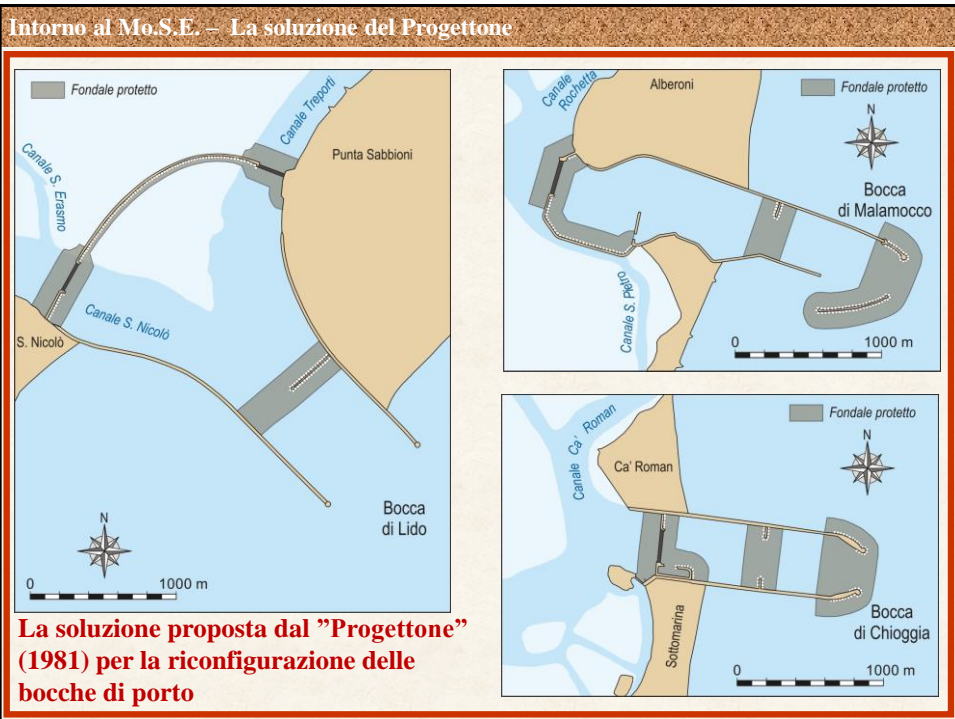 Intorno al Mo.S.E. – La soluzione del Progettone
Fondale protetto
Canale Treporti
Punta Sabbioni
Canale S. Erasmo
Canale S. Nicolò
S. Nicolò
Bocca
di Lido
N
0 1000 m
Canale
Rochetta
Alberoni
Fondale protetto
N
Bocca
di Malamocco
Canale S. Pietro
0 1000 m
Fondale protetto
N
Canale Ca' Roman
Ca' Roman
Sottomarina
Bocca
di Chioggia
0 1000 m
La soluzione proposta dal ”Progettone”
(1981) per la riconfigurazione delle
bocche di porto